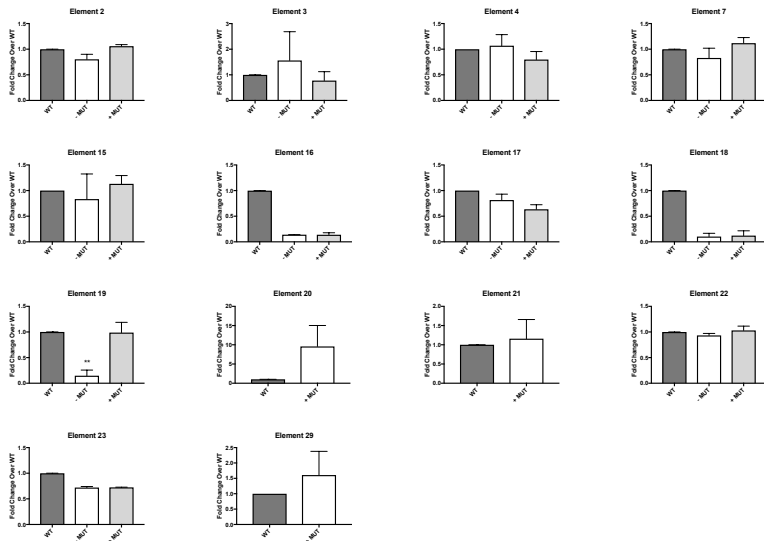 Element 2
Fold Change Over WT
1.5
1.0
0.5
0.0
WT
- MUT
+ MUT
Element 3
Fold Change Over WT
3
2
1
0
WT
- MUT
+ MUT
Element 4
Fold Change Over WT
1.5
1.0
0.5
0.0
WT
- MUT
+ MUT
Element 7
Fold Change Over WT
1.5
1.0
0.5
0.0
WT
- MUT
+ MUT
Element 15
Fold Change Over WT
1.5
1.0
0.5
0.0
WT
- MUT
+ MUT
Element 16
Fold Change Over WT
1.5
1.0
0.5
0.0
WT
- MUT
+ MUT
Element 17
Fold Change Over WT
1.5
1.0
0.5
0.0
WT
- MUT
+ MUT
Element 18
Fold Change Over WT
1.5
1.0
0.5
0.0
WT
- MUT
+ MUT
Element 19
Fold Change Over WT
1.5
1.0
0.5
0.0
**
WT
- MUT
+ MUT
Element 20
Fold Change Over WT
20
15
10
5
0
WT
+ MUT
Element 21
Fold Change Over WT
2.0
1.5
1.0
0.5
0.0
WT
+ MUT
Element 22
Fold Change Over WT
1.5
1.0
0.5
0.0
WT
- MUT
+ MUT
Element 23
Fold Change Over WT
1.5
1.0
0.5
0.0
WT
- MUT
+ MUT
Element 29
Fold Change Over WT
2.5
2.0
1.5
1.0
0.5
0.0
WT
+ MUT